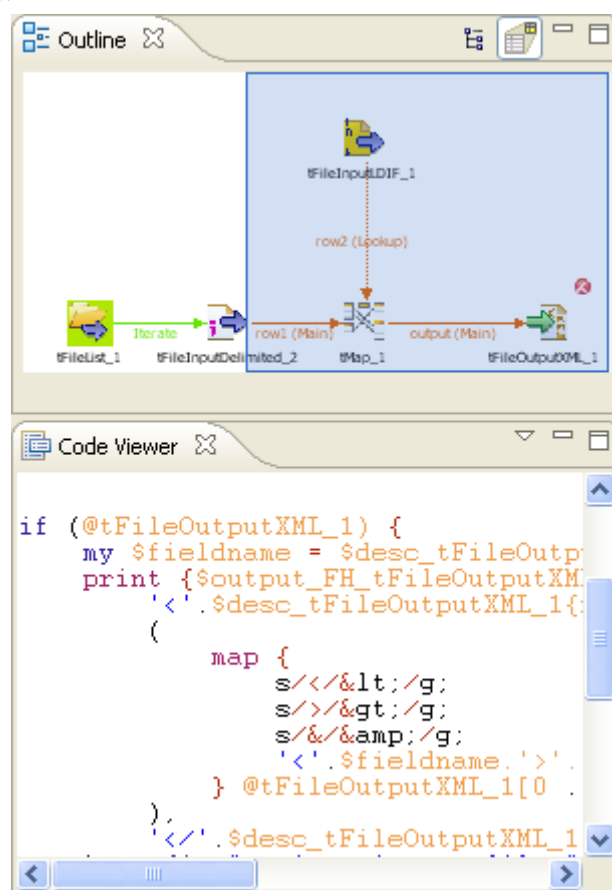 Outline
tFileInputLDIF_1
row2 (Lookup)
Iterate
row1 (Main)
output (Main)
tFileList_1
tFileInputDelimited_2
tMap_1
tFileOutputXML_1
Code Viewer
if (@tFileOutputXML_1) {
my $fieldname = $desc_tFileOutp
print {$output_FH_tFileOutputXM
'<'.$desc_tFileOutputXML_1{
(
map {
s/</&lt;/g;
s/>/&gt;/g;
s/&/&amp;/g;
'<'.$fieldname.'>'.
} @tFileOutputXML_1[0 .
),
'</'.$desc_tFileOutputXML_1